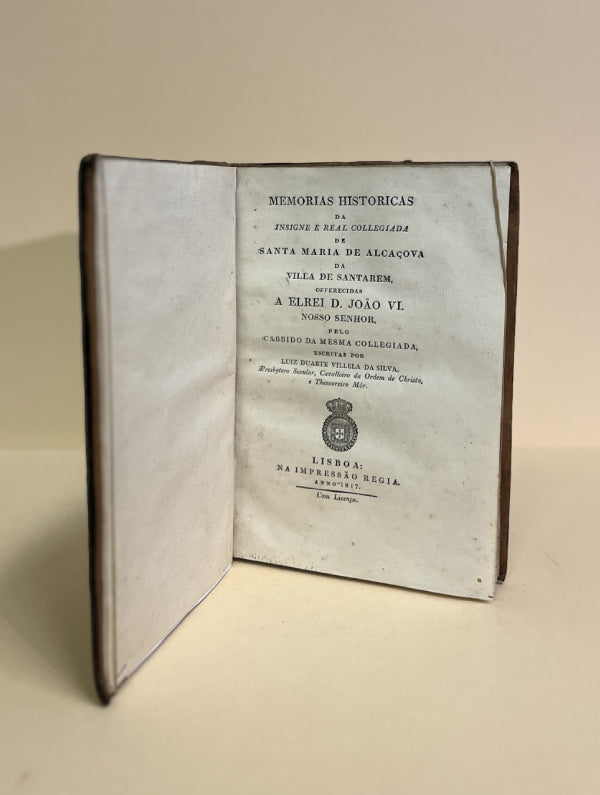 MEMORIAS HISTORICAS
DA
INSIGNE E REAL COLLEGIADA
DE
SANTA MARIA DE ALCAÇOVA
DA
VILLA DE SANTAREM,
OFFERECIDAS
A ELREI D. JOÃO VI.
NOSSO SENHOR,
PELO
CABBIDO DA MESMA COLLEGIADA,
ESCRITAS POR
LUIZ DUARTE VILLELA DA SILVA,
Presbytero Secular, Cavalleiro da Ordem de Christo,
e Thesoureiro Mór.
LISBOA:
NA IMPRESSÃO REGIA.
ANNO 1817.
Com Licença.